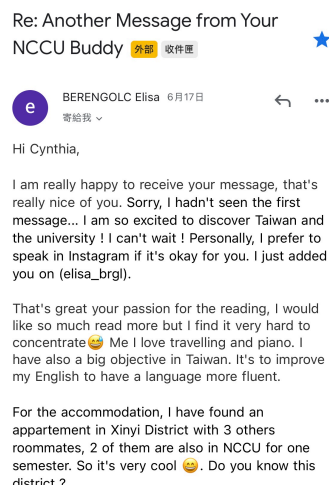 Re: Another Message from Your
NCCU Buddy 外部 收件匣
e
BERENGOLC Elisa 6月17日
寄給我
Hi Cynthia,
I am really happy to receive your message, that's
really nice of you. Sorry, I hadn't seen the first
message... I am so excited to discover Taiwan and
the university ! I can't wait ! Personally, I prefer to
speak in Instagram if it's okay for you. I just added
you on (elisa_brgl).
That's great your passion for the reading, I would
like so much read more but I find it very hard to
concentrate😅 Me I love travelling and piano. I
have also a big objective in Taiwan. It's to improve
my English to have a language more fluent.
For the accommodation, I have found an
appartement in Xinyi District with 3 others
roommates, 2 of them are also in NCCU for one
semester. So it's very cool 😄. Do you know this
district ?